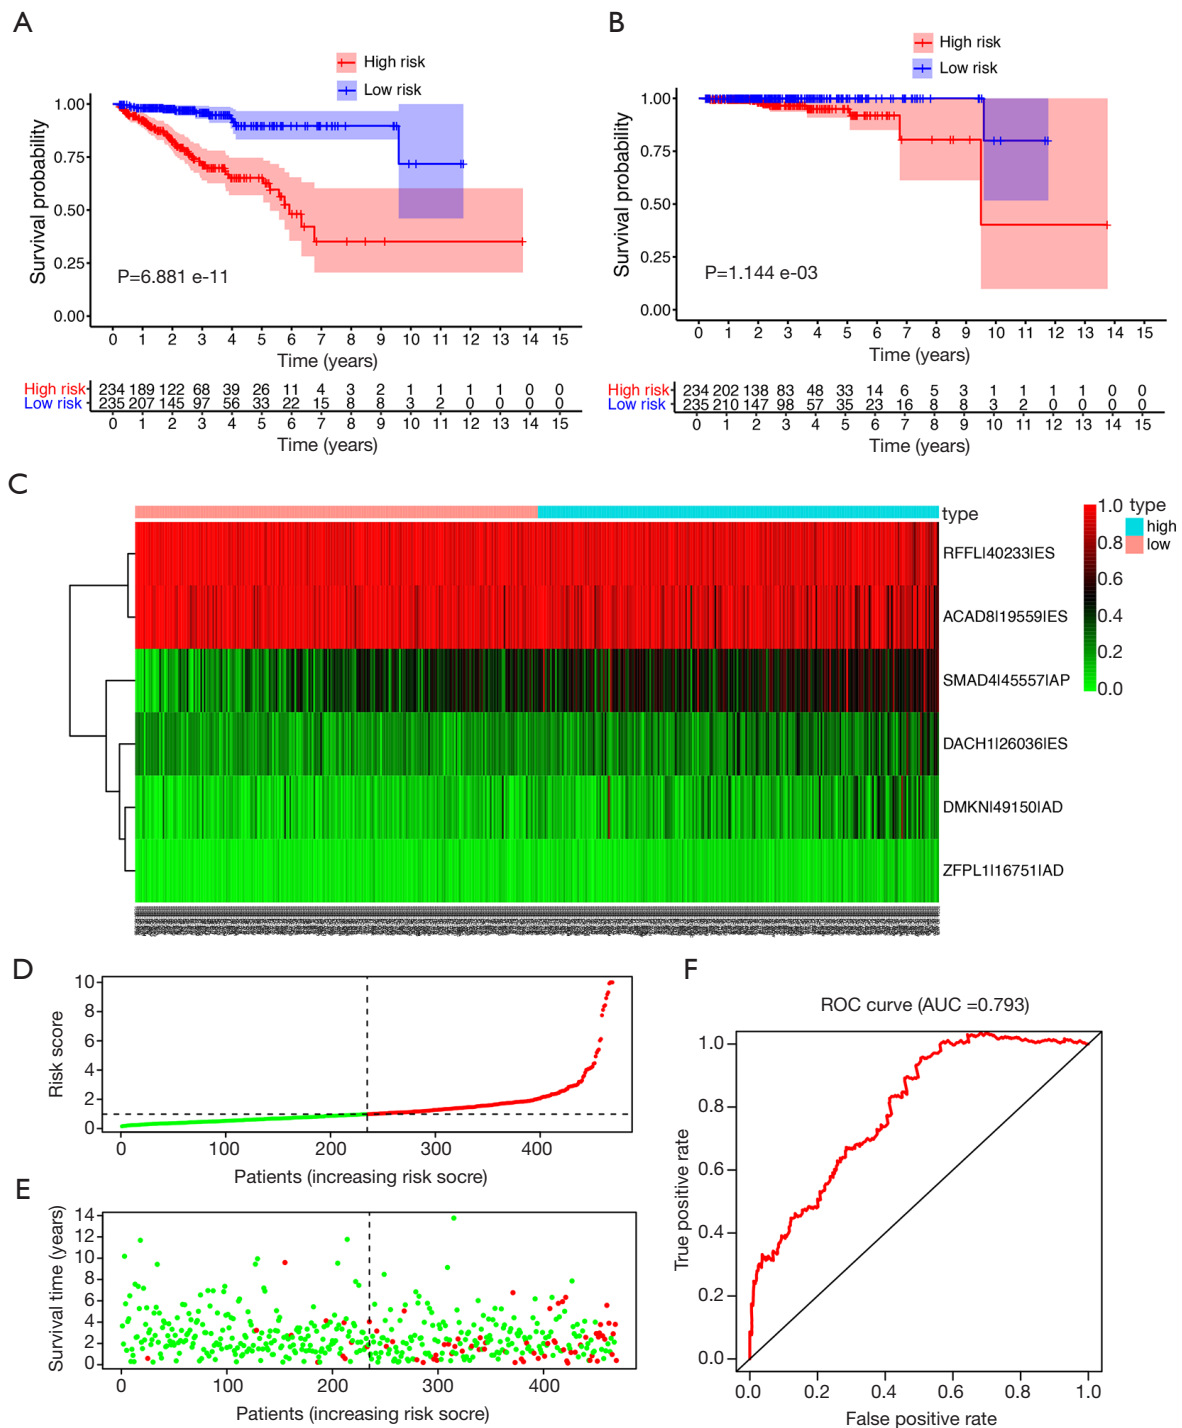 A
High risk
Low risk
1.00
0.75
0.50
0.25
0.00
Survival probability
P=6.881 e-11
0 1 2 3 4 5 6 7 8 9 10 11 12 13 14 15
Time (years)
High risk 234 189 122 68 39 26 11 4 3 2 1 1 1 1 0 0
Low risk 235 207 145 97 56 33 22 15 8 8 3 2 0 0 0 0
0 1 2 3 4 5 6 7 8 9 10 11 12 13 14 15
Time (years)
B
High risk
Low risk
1.00
0.75
0.50
0.25
0.00
Survival probability
P=1.144 e-03
0 1 2 3 4 5 6 7 8 9 10 11 12 13 14 15
Time (years)
High risk 234 202 138 83 48 33 14 6 5 3 1 1 1 1 0 0
Low risk 235 210 147 98 57 35 23 16 8 8 3 2 0 0 0 0
0 1 2 3 4 5 6 7 8 9 10 11 12 13 14 15
Time (years)
C
type
RFFL|40233|ES
ACAD8|19559|ES
SMAD4|45557|AP
DACH1|26036|ES
DMKN|49150|AD
ZFPL1|16751|AD
1.0
0.8
0.6
0.4
0.2
0.0
type
high
low
D
10
8
6
4
2
0
Risk score
0 100 200 300 400
Patients (increasing risk socre)
E
14
12
10
8
6
4
2
0
Survival time (years)
0 100 200 300 400
Patients (increasing risk socre)
F
ROC curve (AUC =0.793)
1.0
0.8
0.6
0.4
0.2
0.0
True positive rate
0.0 0.2 0.4 0.6 0.8 1.0
False positive rate